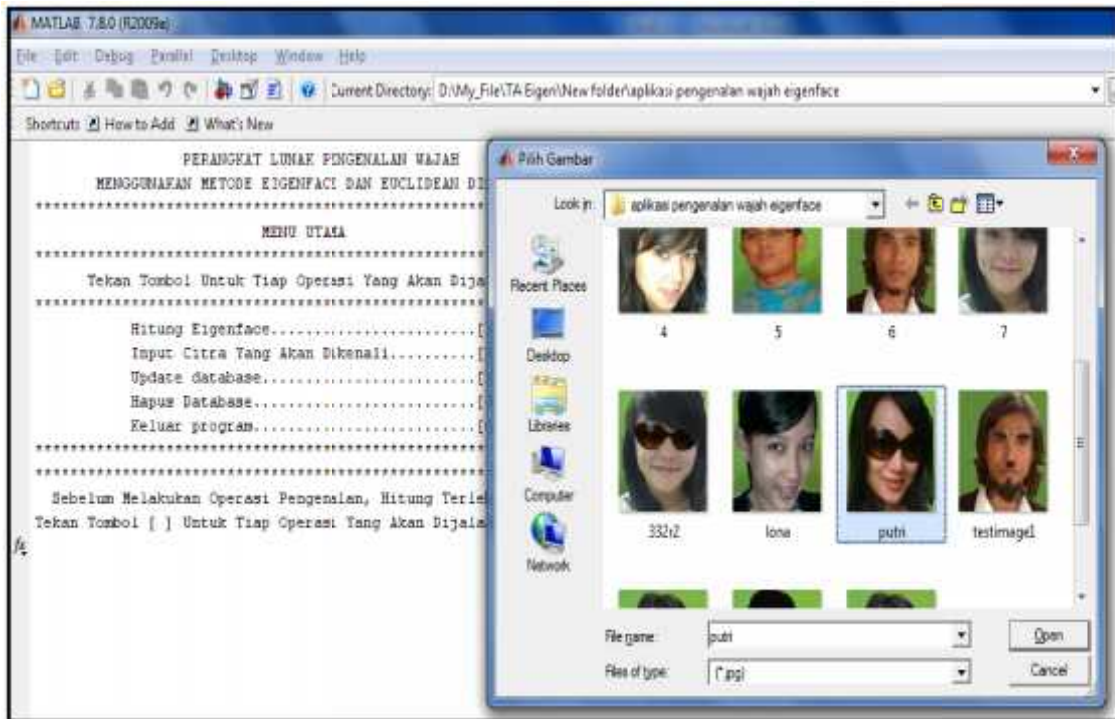 MATLAB 7.8.0 (R2009a)
File Edit Debug Parallel Desktop Window Help
Current Directory: D:\My_File\TA Eigen\New folder\aplikasi pengenalan wajah eigenface
Shortcuts How to Add What's New
PERANGKAT LUNAK PENGENALAN WAJAH
MENGGUNAKAN METODE EIGENFACE DAN EUCLIDEAN DI
MENU UTAMA
Tekan Tombol Untuk Tiap Operasi Yang Akan Dija
Hitung Eigenface........................[
Input Citra Yang Akan Dikenali..........[
Update database.........................[
Hapus Database..........................[
Keluar program..........................[
Sebelum Melakukan Operasi Pengenalan, Hitung Terle
Tekan Tombol [ ] Untuk Tiap Operasi Yang Akan Dijala
fx
Pilih Gambar
Look in: aplikasi pengenalan wajah eigenface
Recent Places
Desktop
Libraries
Computer
Network
4 5 6 7
332r2 lona putri testimage1
File name: putri Open
Files of type: (*.jpg) Cancel